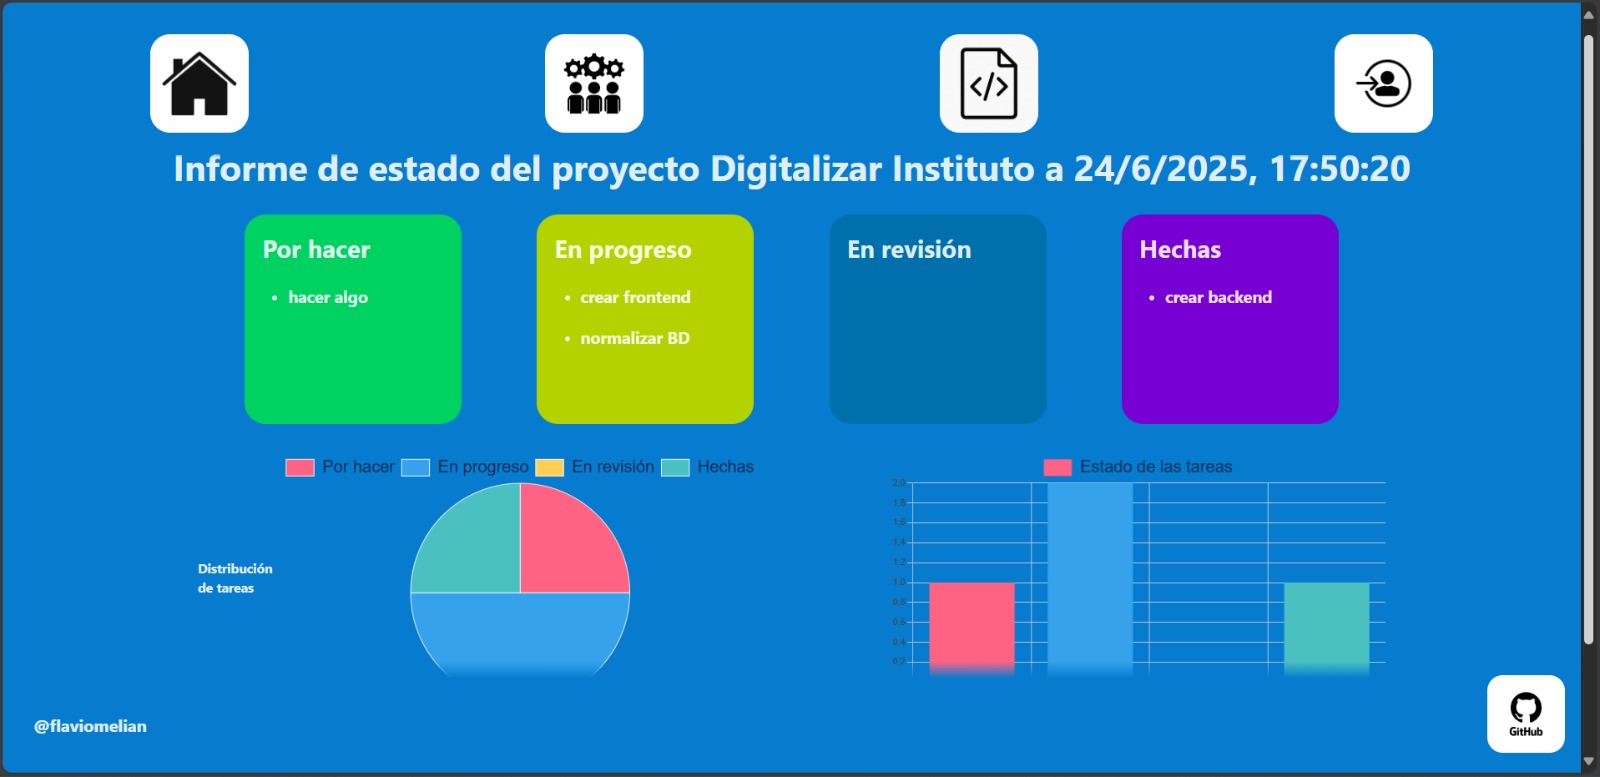 </>
Informe de estado del proyecto Digitalizar Instituto a 24/6/2025, 17:50:20
Por hacer
• hacer algo
En progreso
• crear frontend
• normalizar BD
En revisión
Hechas
• crear backend
Por hacer En progreso En revisión Hechas
Distribución
de tareas
Estado de las tareas
2,0
1,8
1,6
1,4
1,2
1,0
0,8
0,6
0,4
0,2
@flaviomelian
GitHub